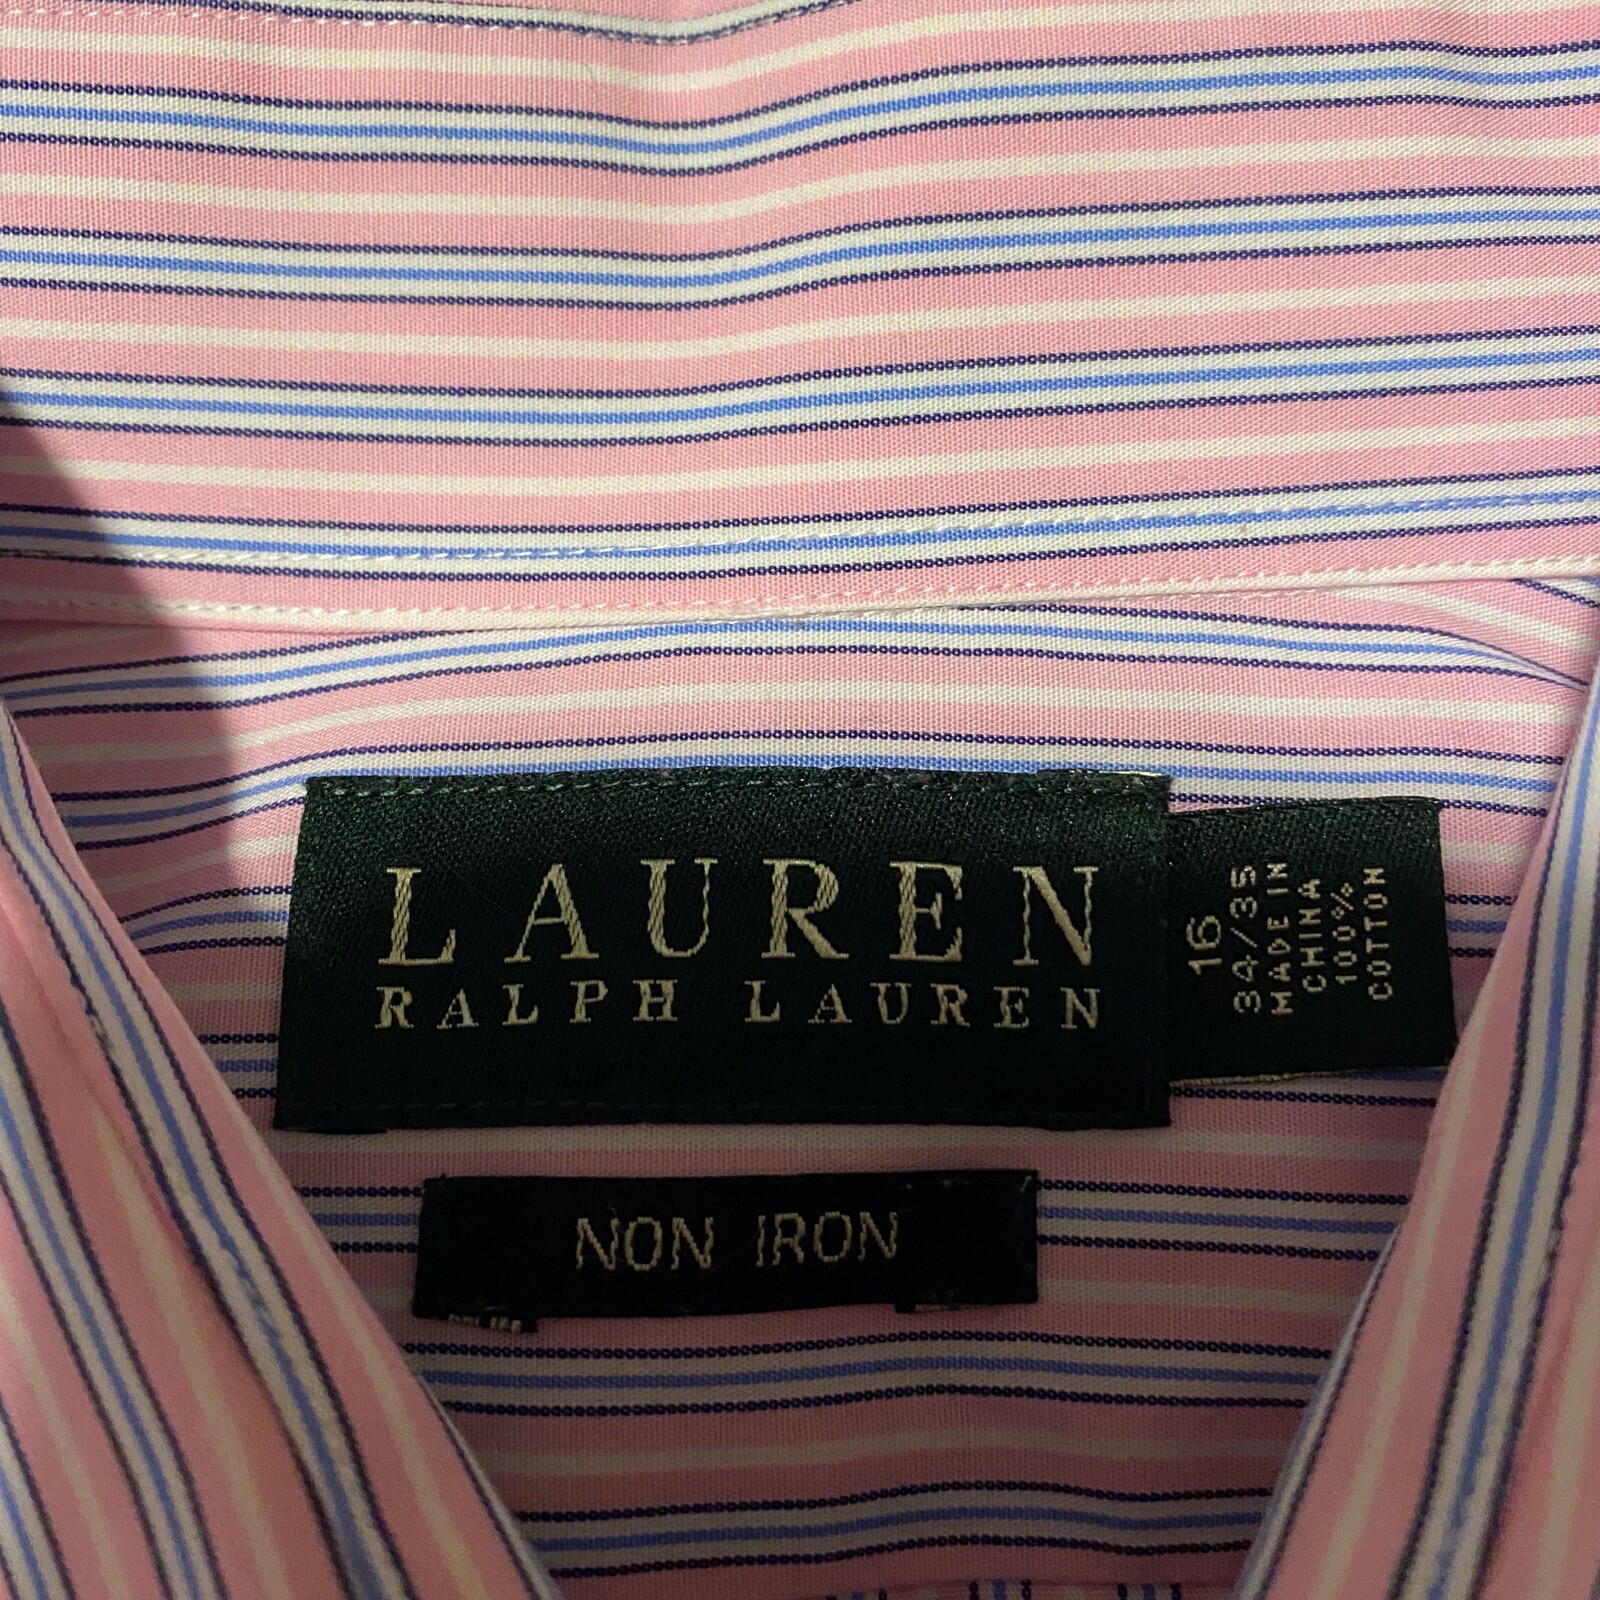 LAUREN
RALPH LAUREN
16
34/35
MADE IN
CHINA
100%
COTTON
NON IRON